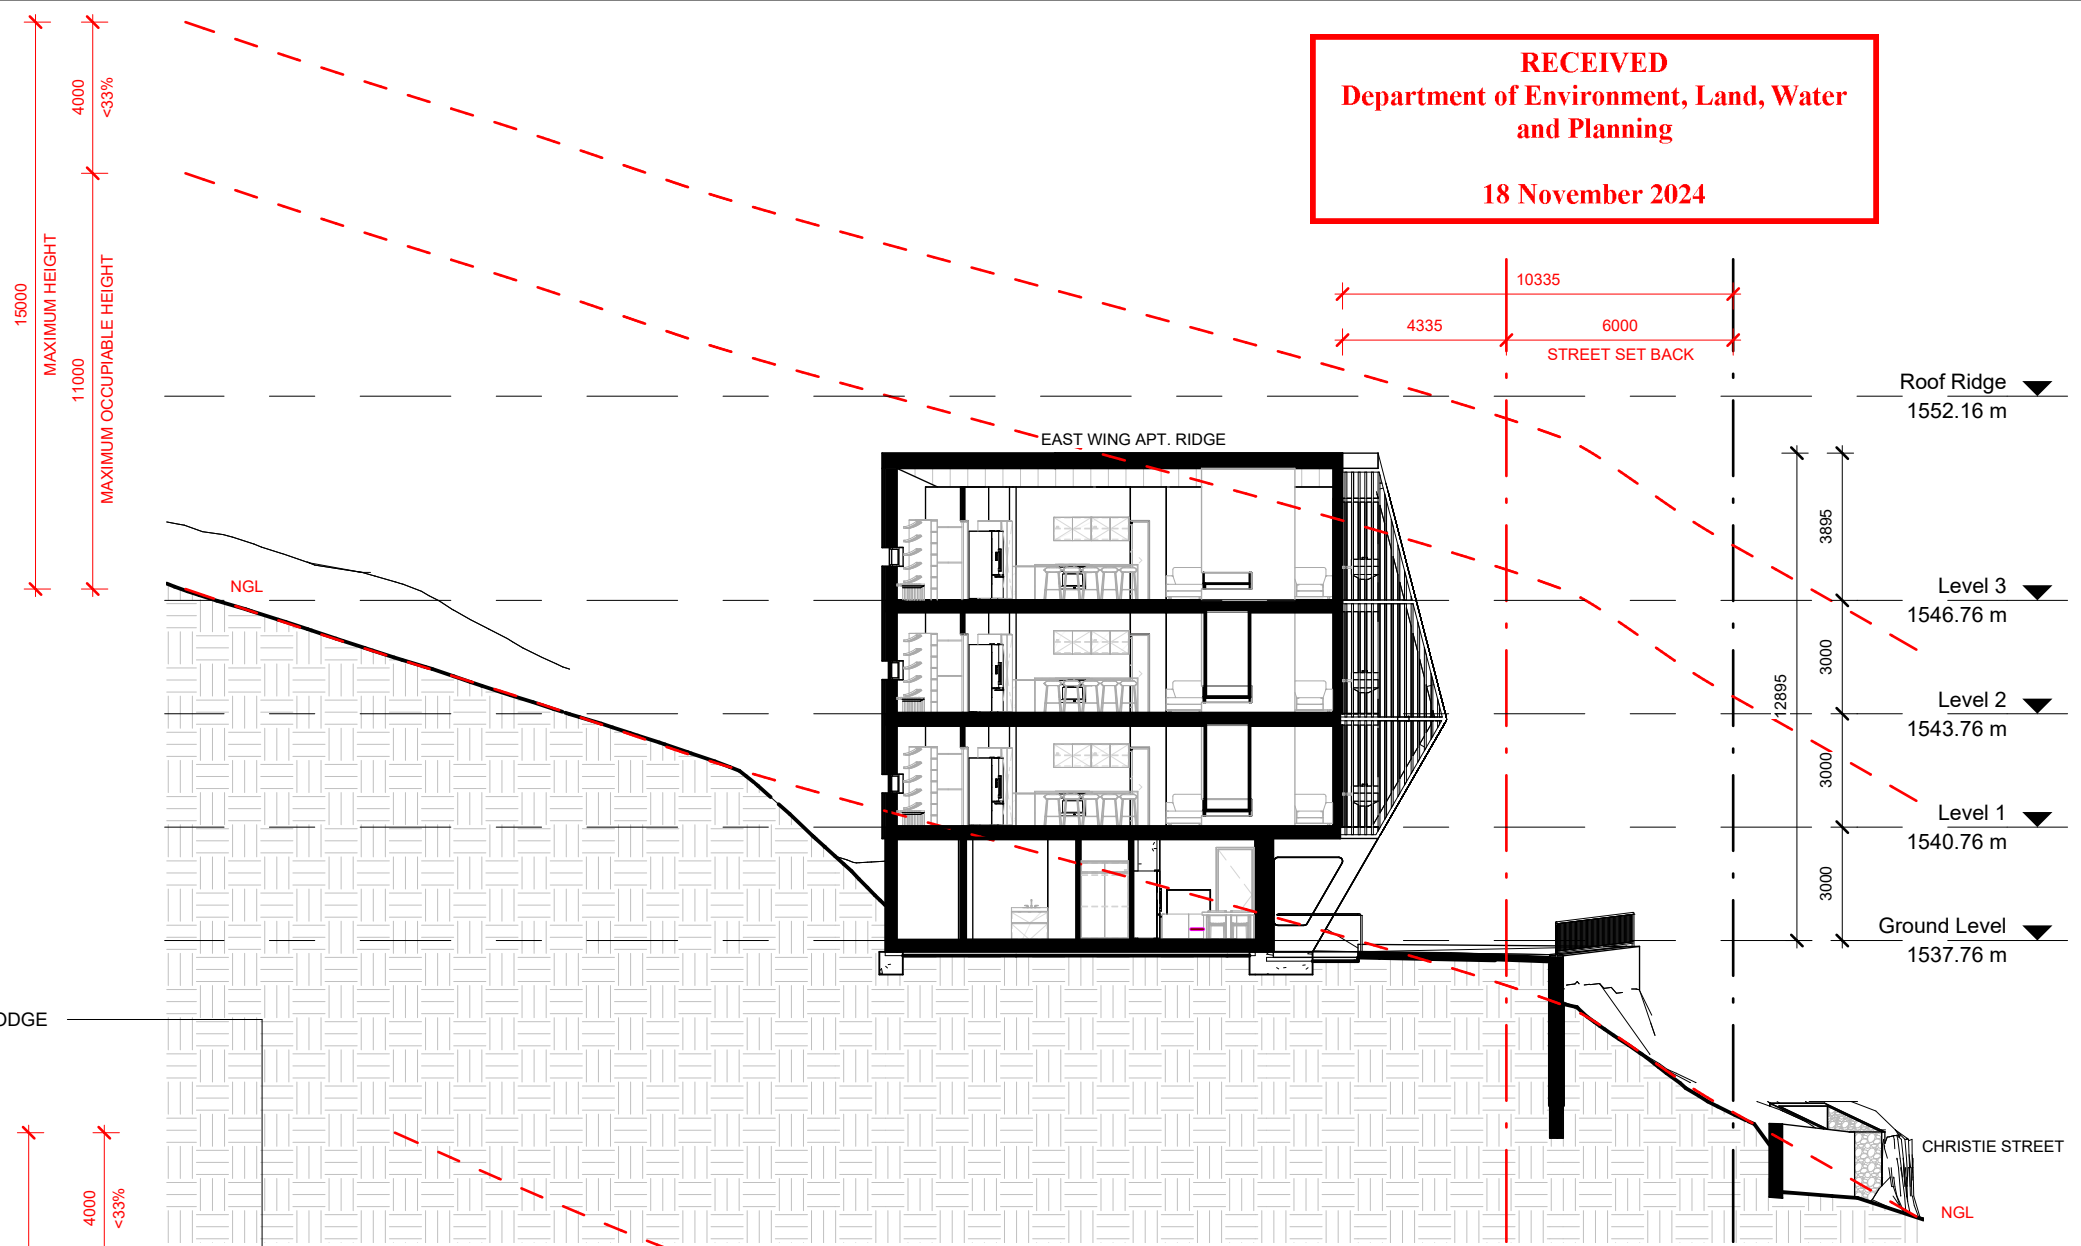 RECEIVED
Department of Environment, Land, Water
and Planning
18 November 2024
4000
<33%
15000
MAXIMUM HEIGHT
11000
MAXIMUM OCCUPIABLE HEIGHT
10335
4335
6000
STREET SET BACK
Roof Ridge
1552.16 m
EAST WING APT. RIDGE
3895
NGL
Level 3
1546.76 m
3000
12895
Level 2
1543.76 m
3000
Level 1
1540.76 m
3000
Ground Level
1537.76 m
ODGE
CHRISTIE STREET
4000
<33%
NGL